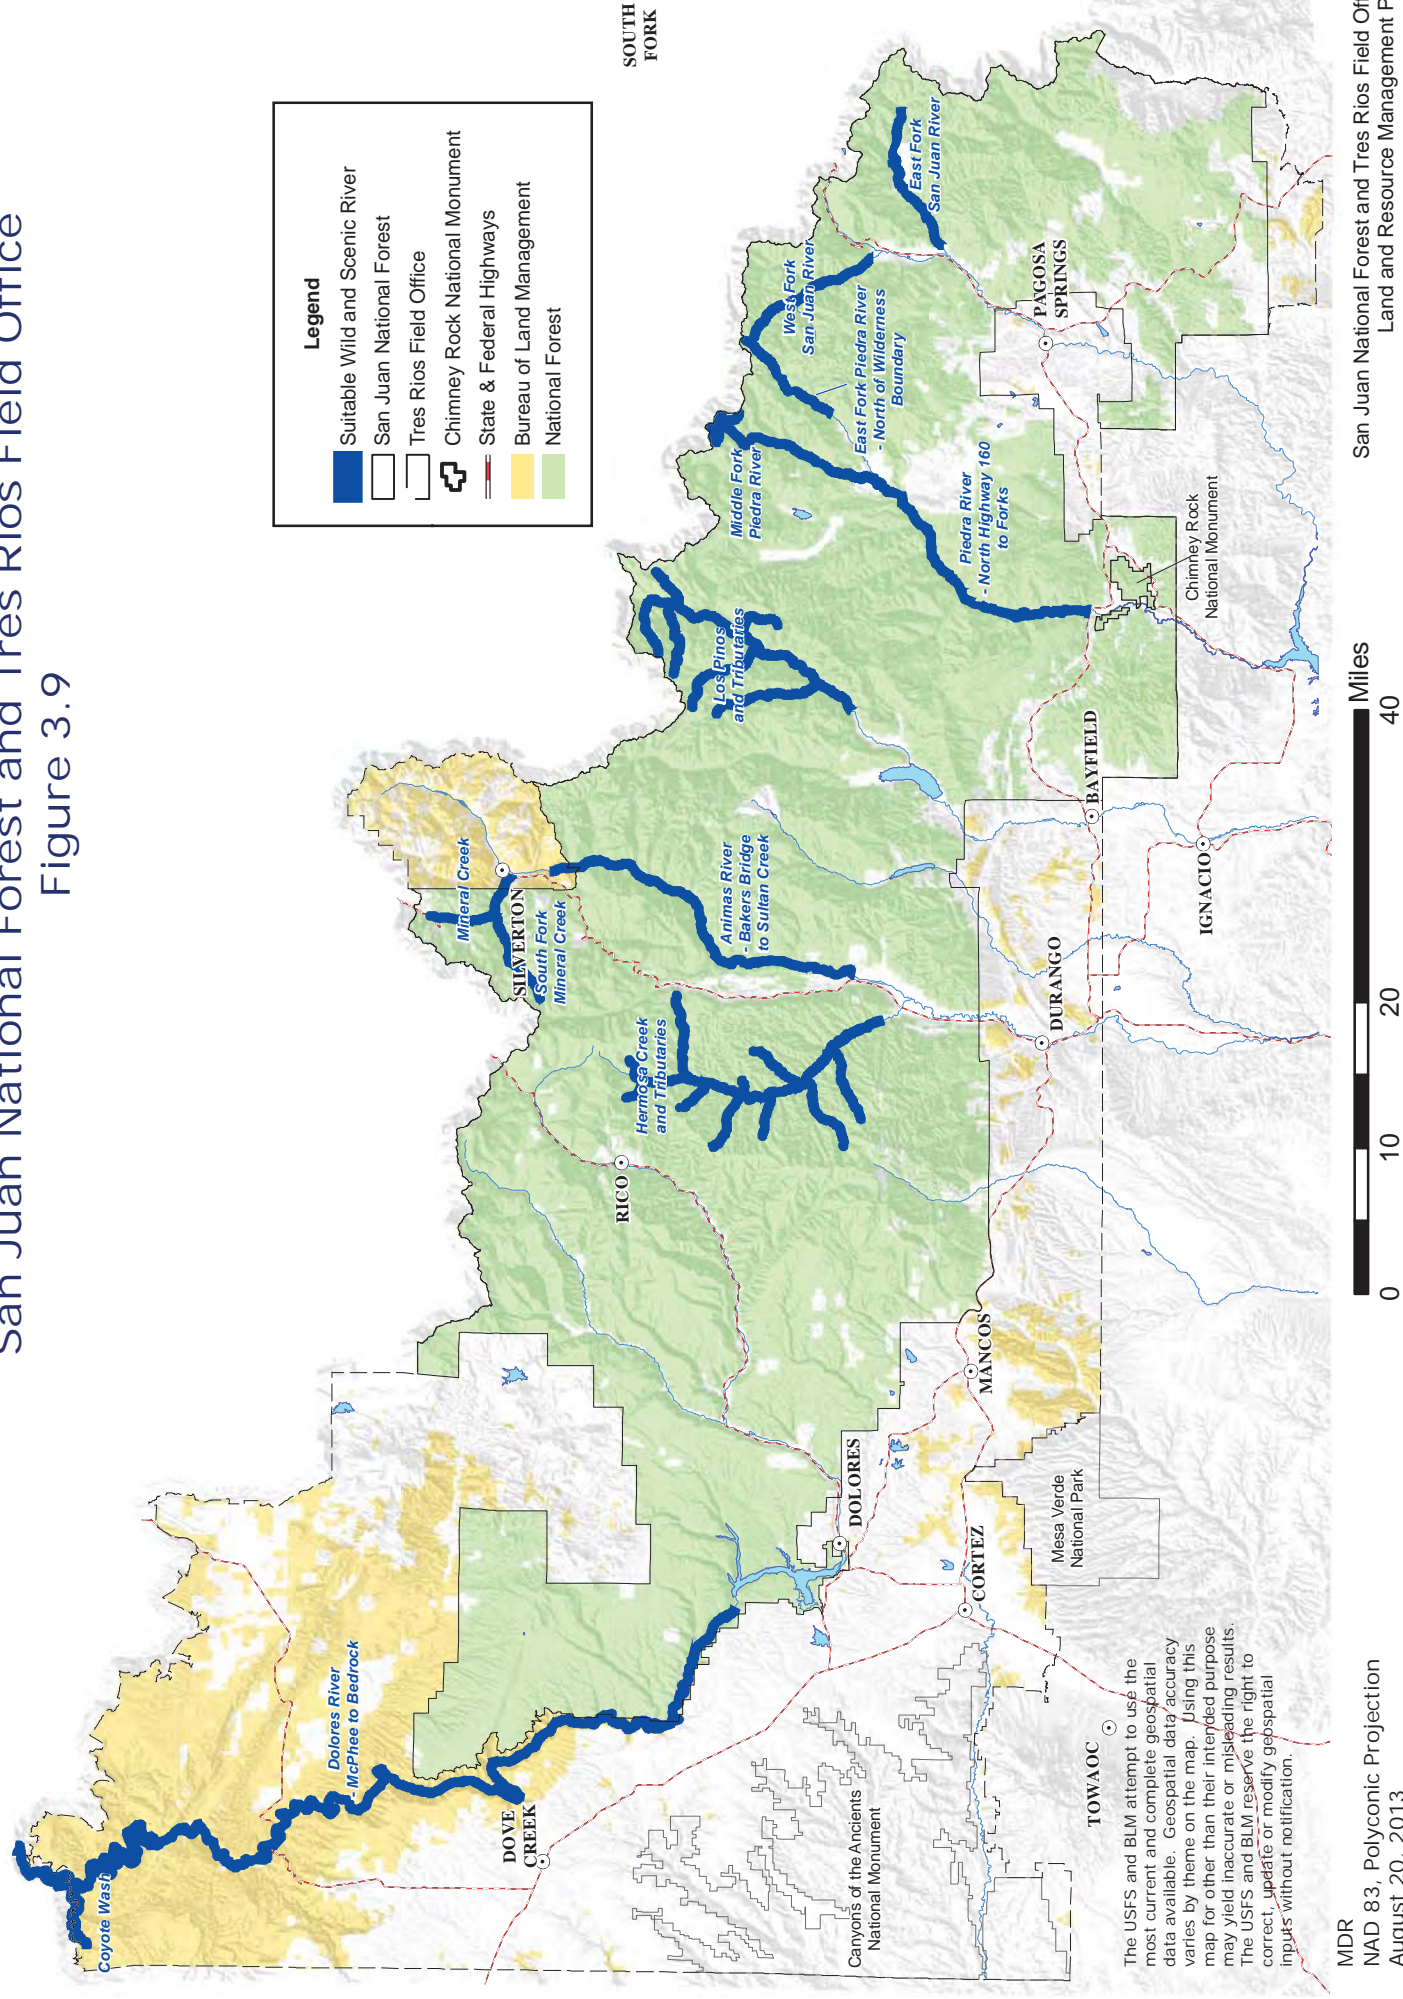 San Juan National Forest and Tres Rios Field Office
Figure 3.9
Legend
Suitable Wild and Scenic River
San Juan National Forest
Tres Rios Field Office
Chimney Rock National Monument
State & Federal Highways
Bureau of Land Management
National Forest
SOUTH
FORK
Coyote Wash
Dolores River
- McPhee to Bedrock
DOVE
CREEK
Mineral Creek
SILVERTON
South Fork
Mineral Creek
Animas River
- Bakers Bridge
to Sultan Creek
Hermosa Creek
and Tributaries
RICO
Los Pinos
and Tributaries
Middle Fork
Piedra River
West Fork
San Juan River
East Fork Piedra River
- North of Wilderness
Boundary
East Fork
San Juan River
Piedra River
- North Highway 160
to Forks
PAGOSA
SPRINGS
Chimney Rock
National Monument
BAYFIELD
IGNACIO
DURANGO
MANCOS
DOLORES
CORTEZ
Mesa Verde
National Park
Canyons of the Ancients
National Monument
TOWAOC
The USFS and BLM attempt to use the
most current and complete geospatial
data available. Geospatial data accuracy
varies by theme on the map. Using this
map for other than their intended purpose
may yield inaccurate or misleading results.
The USFS and BLM reserve the right to
correct, update or modify geospatial
inputs without notification.
MDR
NAD 83, Polyconic Projection
August 20, 2013
0 10 20 40 Miles
San Juan National Forest and Tres Rios Field Off
Land and Resource Management P